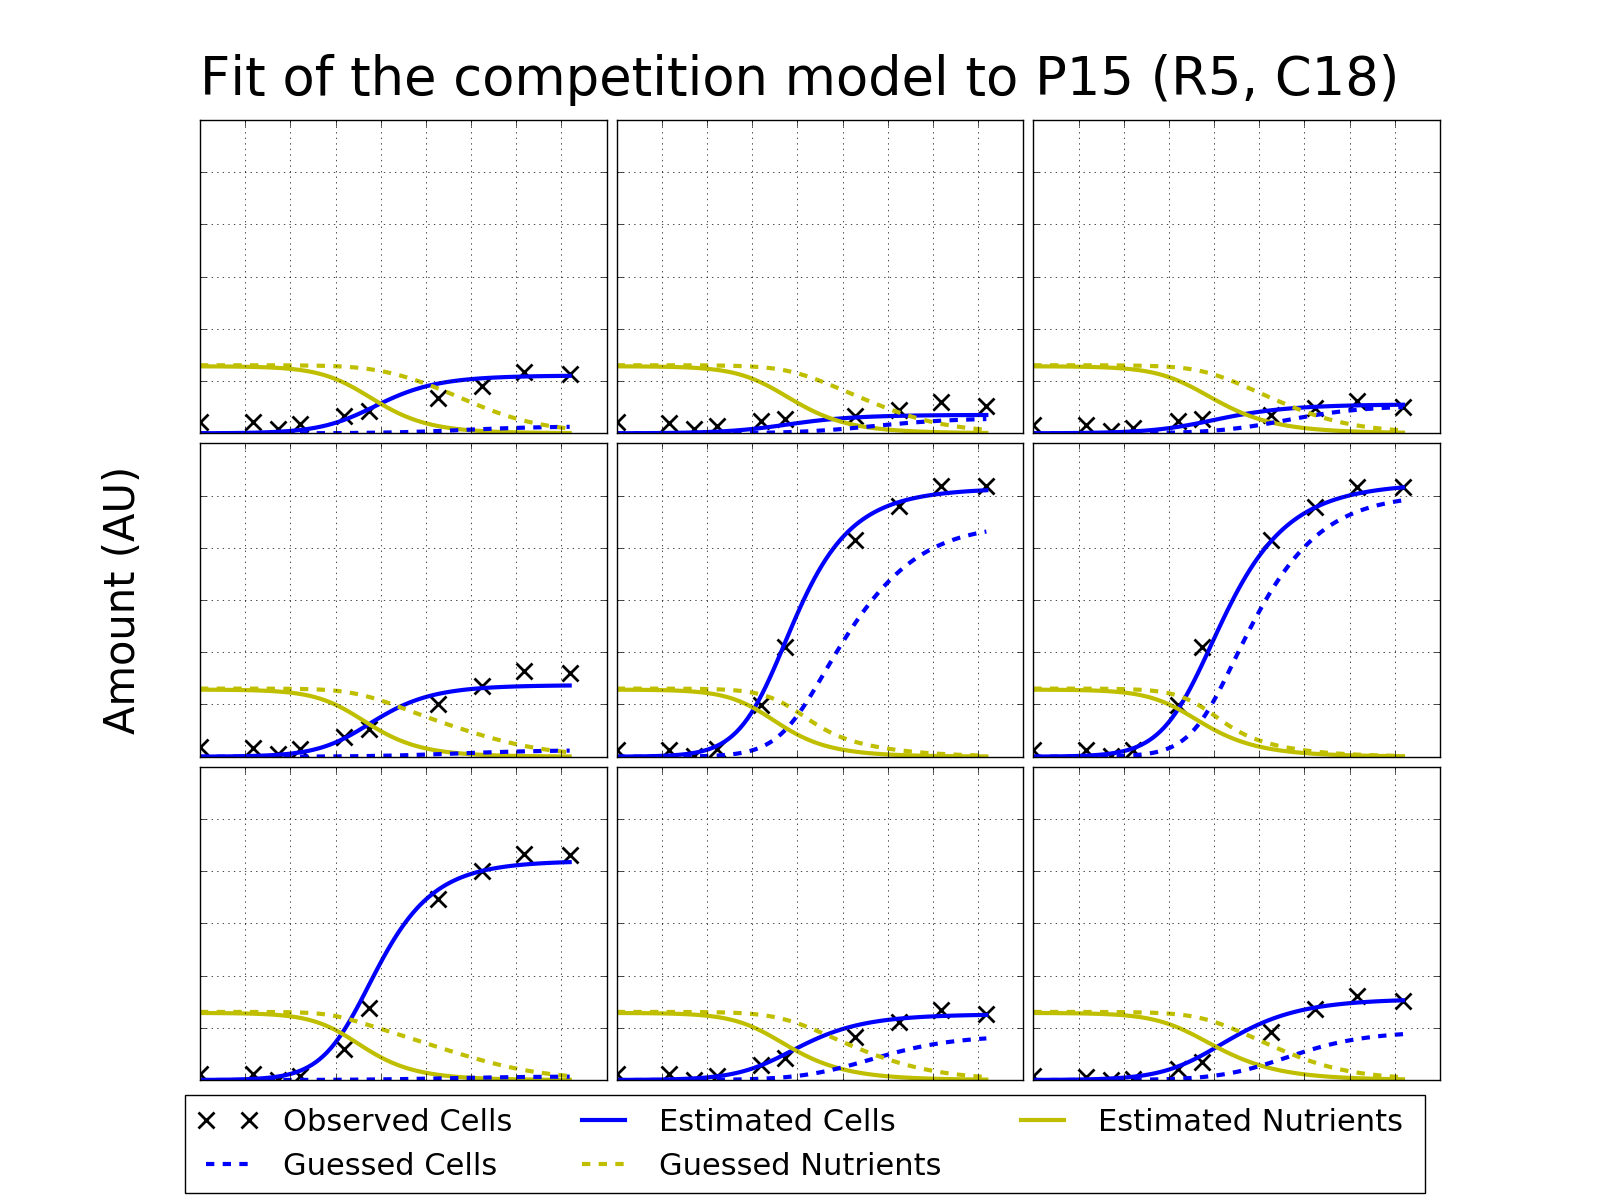 Fit of the competition model to P15 (R5, C18)
Amount (AU)
Observed Cells Estimated Cells Estimated Nutrients
Guessed Cells Guessed Nutrients